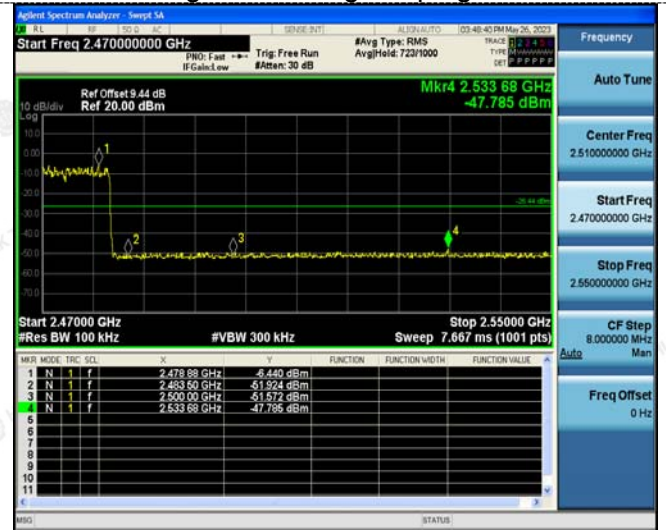 Agilent Spectrum Analyzer - Swept SA
RL RF 50 Ω AC SENSE:INT ALIGN AUTO 03:48:40 PM May 26, 2023
Start Freq 2.470000000 GHz
PNO: Fast
IFGain:Low
Trig: Free Run
#Atten: 30 dB
#Avg Type: RMS
Avg|Hold: 723/1000
TRACE 1 2 3 4 5 6
TYPE M
DET P P P P P P
Ref Offset 9.44 dB
Ref 20.00 dBm
10 dB/div
Log
Mkr4 2.533 68 GHz
-47.785 dBm
10.0
0.00
-10.0
-20.0
-30.0
-40.0
-50.0
-60.0
-70.0
1
2
3
4
-26.44 dBm
Start 2.47000 GHz
Stop 2.55000 GHz
#Res BW 100 kHz
#VBW 300 kHz
Sweep 7.667 ms (1001 pts)
MKR MODE TRC SCL X Y FUNCTION FUNCTION WIDTH FUNCTION VALUE
1 N 1 f 2.478 88 GHz -6.440 dBm
2 N 1 f 2.483 50 GHz -51.924 dBm
3 N 1 f 2.500 00 GHz -51.572 dBm
4 N 1 f 2.533 68 GHz -47.785 dBm
5
6
7
8
9
10
11
MSG
STATUS
Frequency
Auto Tune
Center Freq
2.510000000 GHz
Start Freq
2.470000000 GHz
Stop Freq
2.550000000 GHz
CF Step
8.000000 MHz
Auto Man
Freq Offset
0 Hz